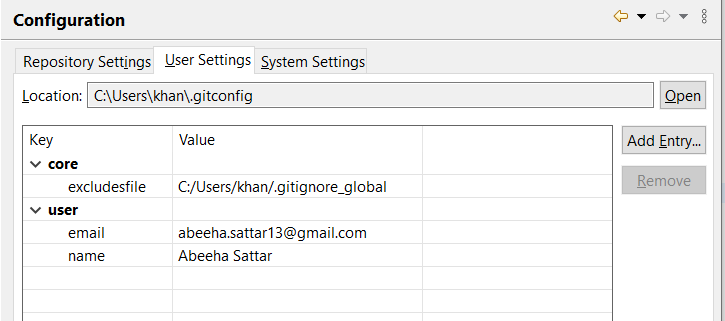 Configuration
Repository Settings User Settings System Settings
Location: C:\Users\khan\.gitconfig Open
Key Value Add Entry...
core Remove
excludesfile C:/Users/khan/.gitignore_global
user
email abeeha.sattar13@gmail.com
name Abeeha Sattar